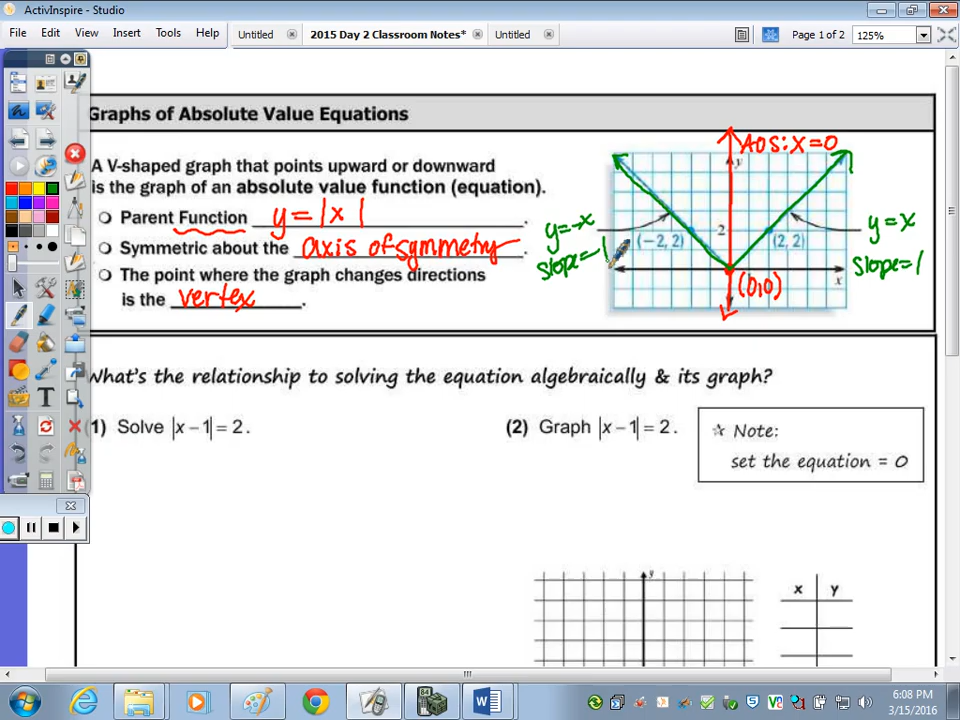 ActivInspire - Studio
File Edit View Insert Tools Help Untitled 2015 Day 2 Classroom Notes* Untitled Page 1 of 2 125%
Graphs of Absolute Value Equations
A V-shaped graph that points upward or downward
is the graph of an absolute value function (equation).
Parent Function y = |x| .
Symmetric about the axis of symmetry .
The point where the graph changes directions
is the vertex .
AOS: x=0
y
y=-x
slope=-1
(-2, 2)
2
(2, 2)
y=x
slope=1
x
(0,0)
What's the relationship to solving the equation algebraically & its graph?
(1) Solve |x – 1| = 2 .
(2) Graph |x – 1| = 2 .
☆ Note:
set the equation = 0
y
x y
84
W
6:08 PM
3/15/2016